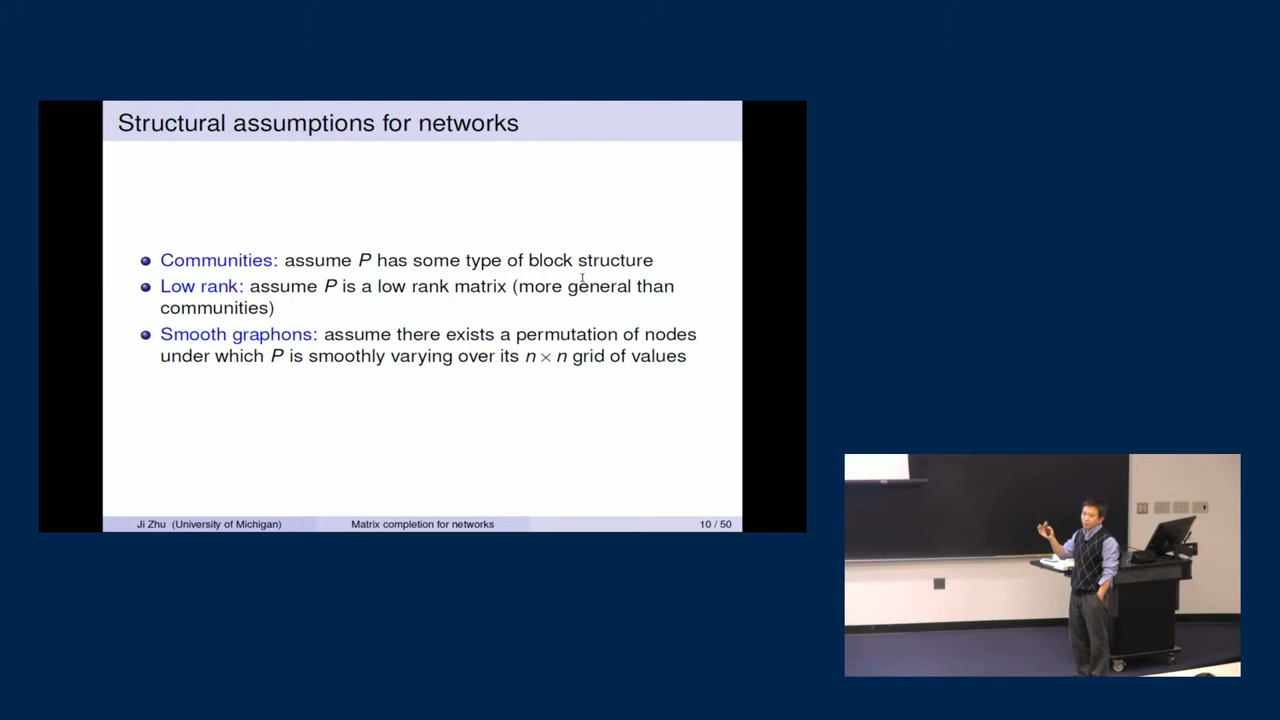 Structural assumptions for networks
Communities: assume P has some type of block structure
Low rank: assume P is a low rank matrix (more general than
communities)
Smooth graphons: assume there exists a permutation of nodes
under which P is smoothly varying over its n × n grid of values
Ji Zhu (University of Michigan)
Matrix completion for networks
10 / 50